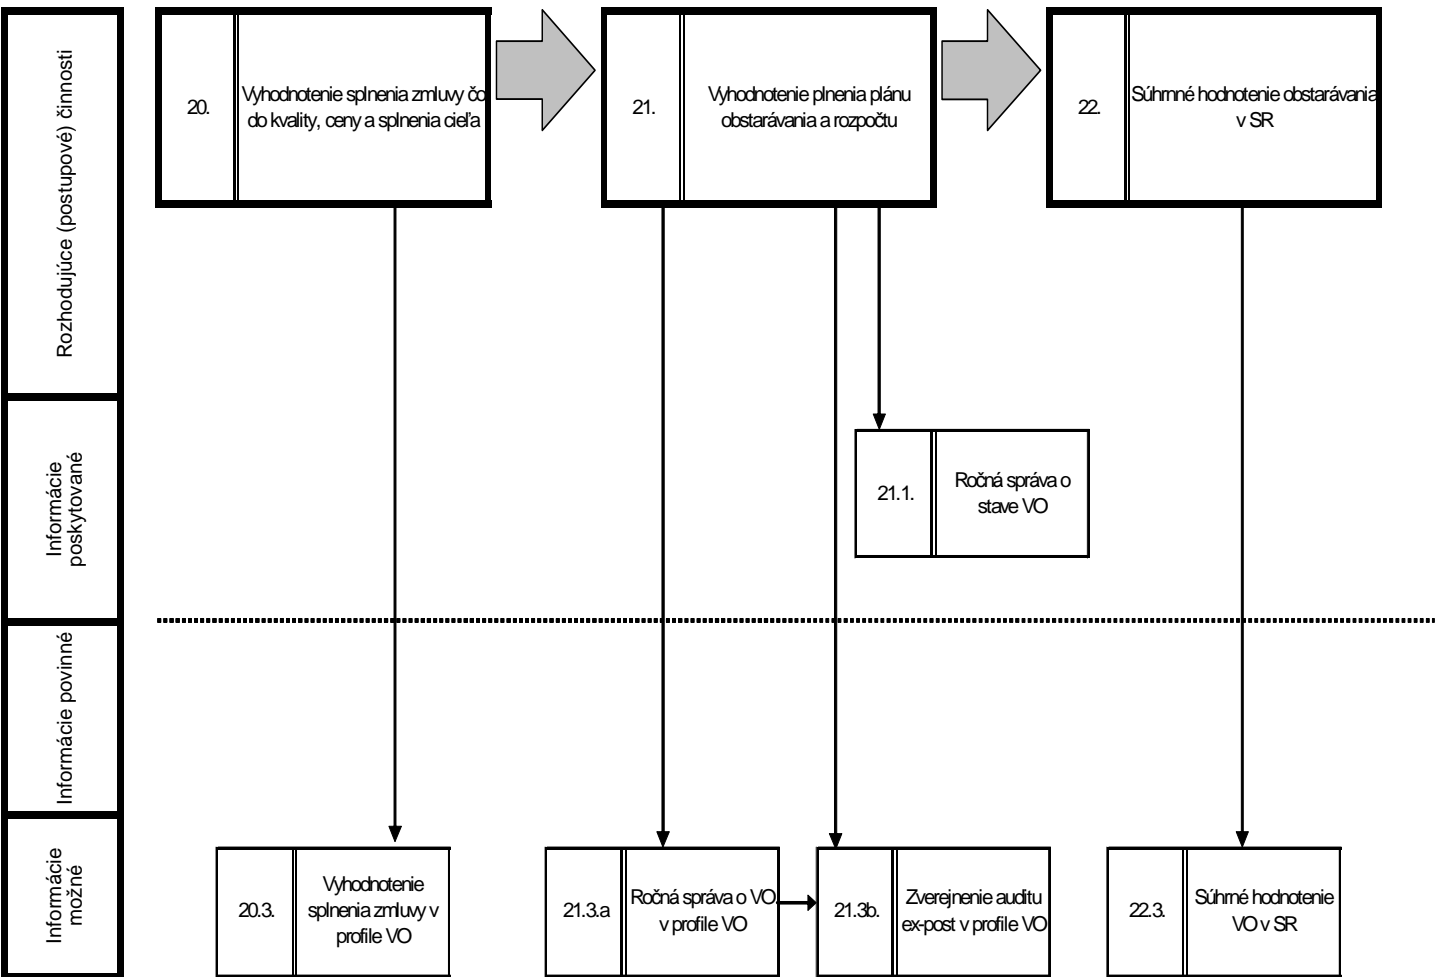 Rozhodujúce (postupové) činnosti
20.
Vyhodnotenie splnenia zmluvy čo
do kvality, ceny a splnenia cieľa
21.
Vyhodnotenie plnenia plánu
obstarávania a rozpočtu
22.
Súhrnné hodnotenie obstarávania
v SR
Informácie
poskytované
21.1.
Ročná správa o
stave VO
Informácie povinné
Informácie
možné
20.3.
Vyhodnotenie
splnenia zmluvy v
profile VO
21.3.a
Ročná správa o VO
v profile VO
21.3b.
Zverejnenie auditu
ex-post v profile VO
22.3.
Súhrné hodnotenie
VO v SR